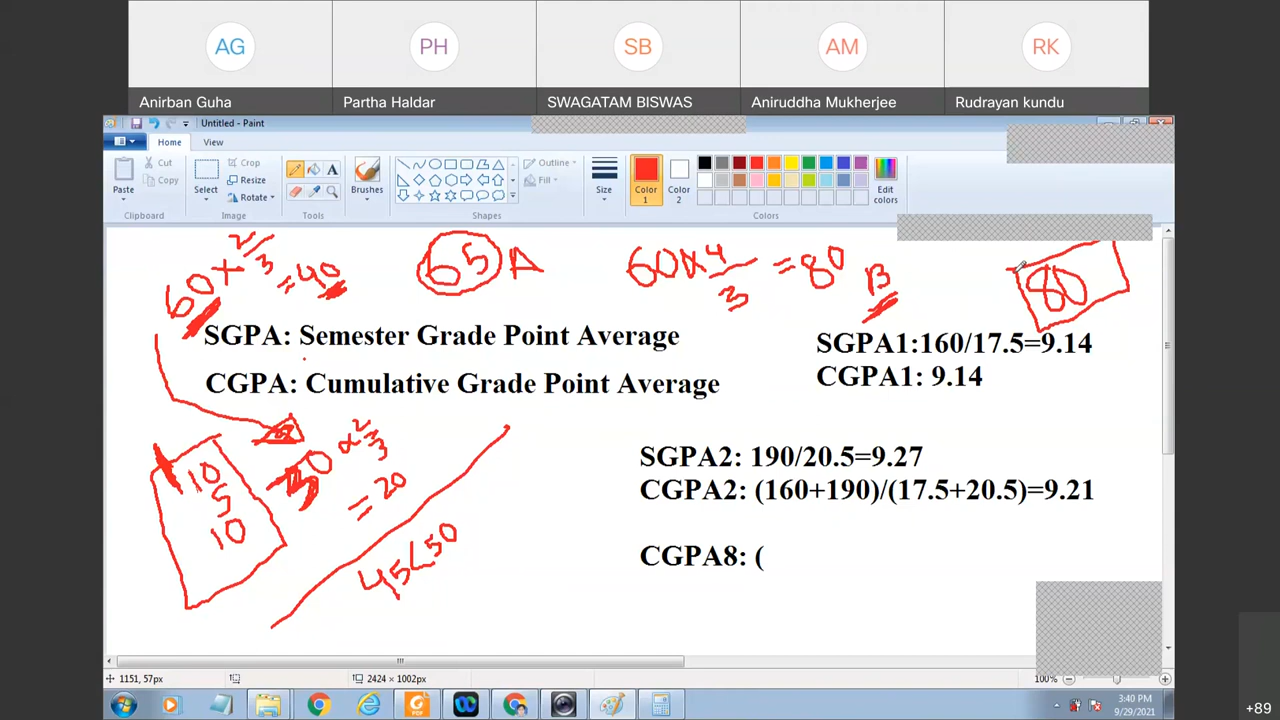 AG
PH
SB
AM
RK
Anirban Guha
Partha Haldar
SWAGATAM BISWAS
Aniruddha Mukherjee
Rudrayan kundu
Untitled - Paint
Home
View
Paste
Cut
Copy
Clipboard
Select
Crop
Resize
Rotate
Image
Tools
Brushes
Outline
Fill
Shapes
Size
Color 1
Color 2
Edit colors
Colors
60 x 2/3 = 40
65 A
60 x 4/3 = 80 B
80
SGPA: Semester Grade Point Average
CGPA: Cumulative Grade Point Average
SGPA1:160/17.5=9.14
CGPA1: 9.14
10
5
10
30 x 2/3
= 20
45<50
SGPA2: 190/20.5=9.27
CGPA2: (160+190)/(17.5+20.5)=9.21
CGPA8: (
1151, 57px
2424 × 1002px
100%
3:40 PM
9/29/2021
+89